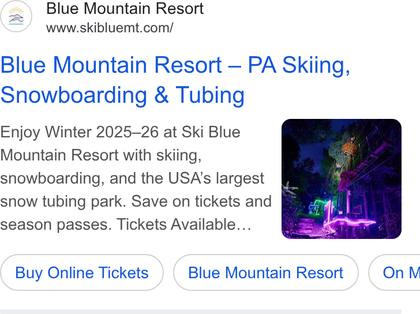 Blue Mountain Resort
www.skibluemt.com/
Blue Mountain Resort – PA Skiing,
Snowboarding & Tubing
Enjoy Winter 2025–26 at Ski Blue
Mountain Resort with skiing,
snowboarding, and the USA’s largest
snow tubing park. Save on tickets and
season passes. Tickets Available…
Buy Online Tickets
Blue Mountain Resort
On M